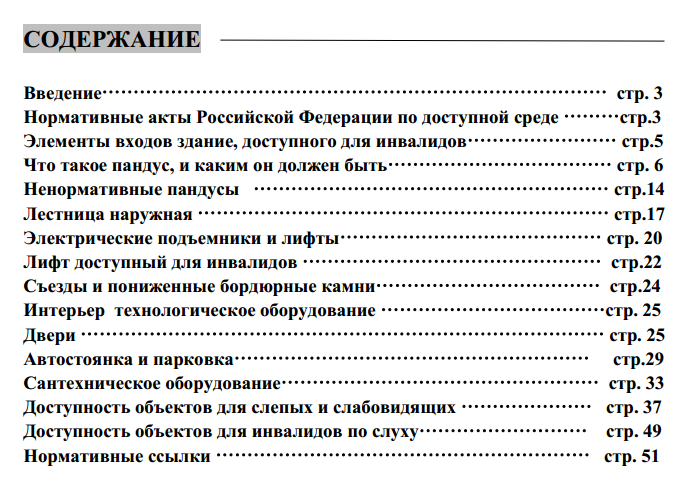 СОДЕРЖАНИЕ
Введение································································ стр. 3
Нормативные акты Российской Федерации по доступной среде ·········стр.3
Элементы входов здание, доступного для инвалидов··················· стр.5
Что такое пандус, и каким он должен быть···························· стр. 6
Ненормативные пандусы ············································· стр.14
Лестница наружная ····················································стр.17
Электрические подъемники и лифты································· стр. 20
Лифт доступный для инвалидов ······································ стр.22
Съезды и пониженные бордюрные камни····························· стр.24
Интерьер технологическое оборудование ····························стр. 25
Двери ··································································· стр. 25
Автостоянка и парковка·············································· стр.29
Сантехническое оборудование········································ стр. 33
Доступность объектов для слепых и слабовидящих ················· стр. 37
Доступность объектов для инвалидов по слуху······················ стр. 49
Нормативные ссылки ················································ стр. 51